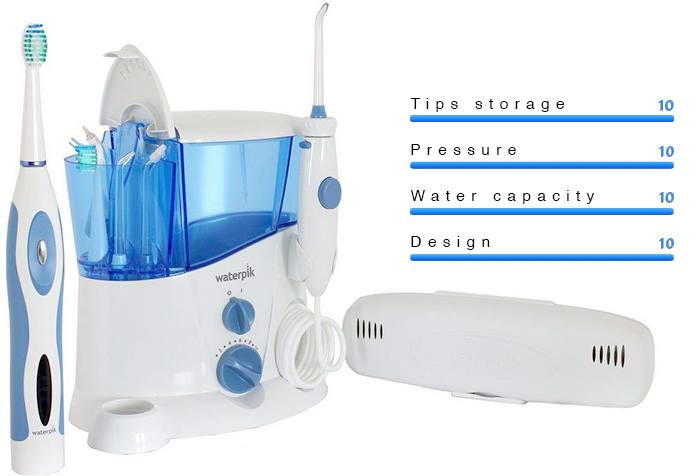 Tips storage 10
Pressure 10
Water capacity 10
Design 10
waterpik
O I
waterpik